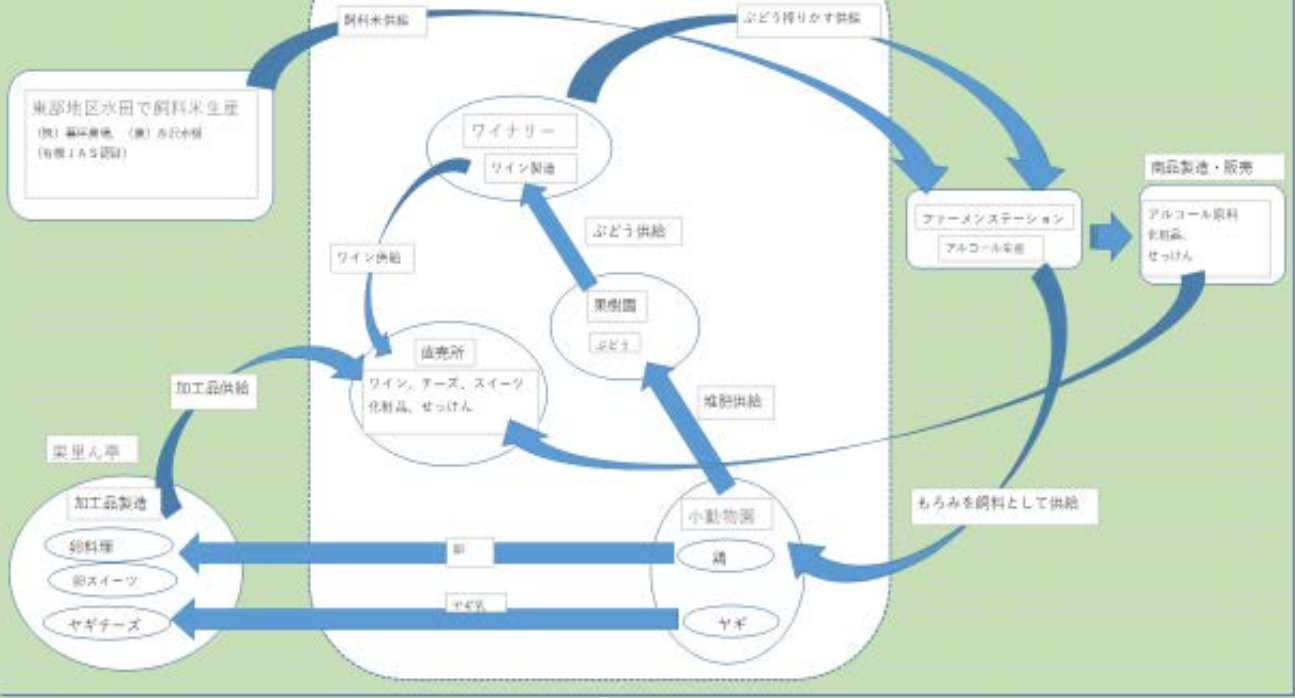 飼料米供給
ぶどう搾りかす供給
東部地区水田で飼料米生産
(有機JAS認証)
ワイナリー
ワイン製造
商品製造・販売
ファーメンステーション
アルコール生産
アルコール原料
化粧品、
せっけん
ぶどう供給
ワイン供給
果樹園
ぶどう
直売所
ワイン、チーズ、スイーツ
化粧品、せっけん
加工品供給
堆肥供給
加工品製造
もろみを飼料として供給
小動物園
卵料理
卵
鶏
卵スイーツ
ヤギ乳
ヤギチーズ
ヤギ